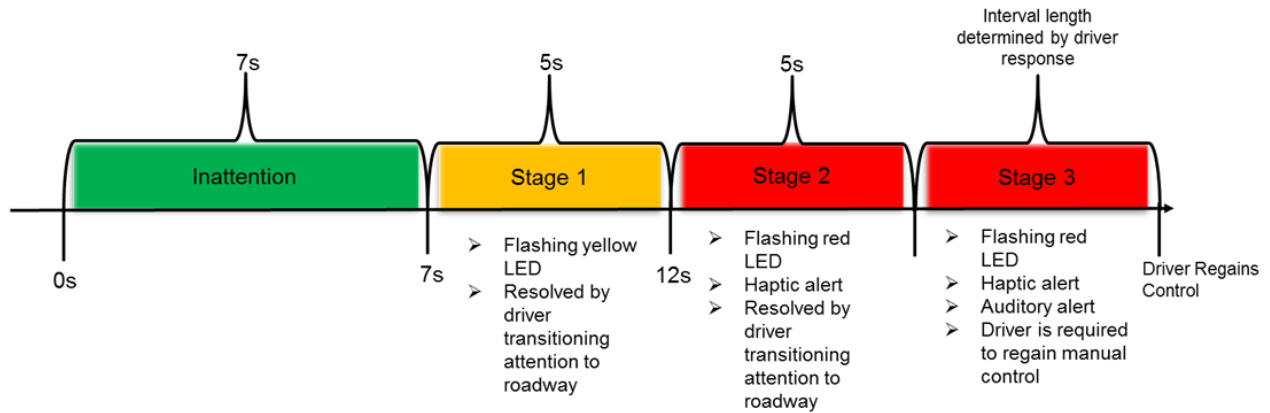 Interval length
determined by driver
response
7s
5s
5s
Inattention
Stage 1
Stage 2
Stage 3
0s
7s
12s
Driver Regains
Control
➢ Flashing yellow
LED
➢ Resolved by
driver
transitioning
attention to
roadway
➢ Flashing red
LED
➢ Haptic alert
➢ Resolved by
driver
transitioning
attention to
roadway
➢ Flashing red
LED
➢ Haptic alert
➢ Auditory alert
➢ Driver is required
to regain manual
control